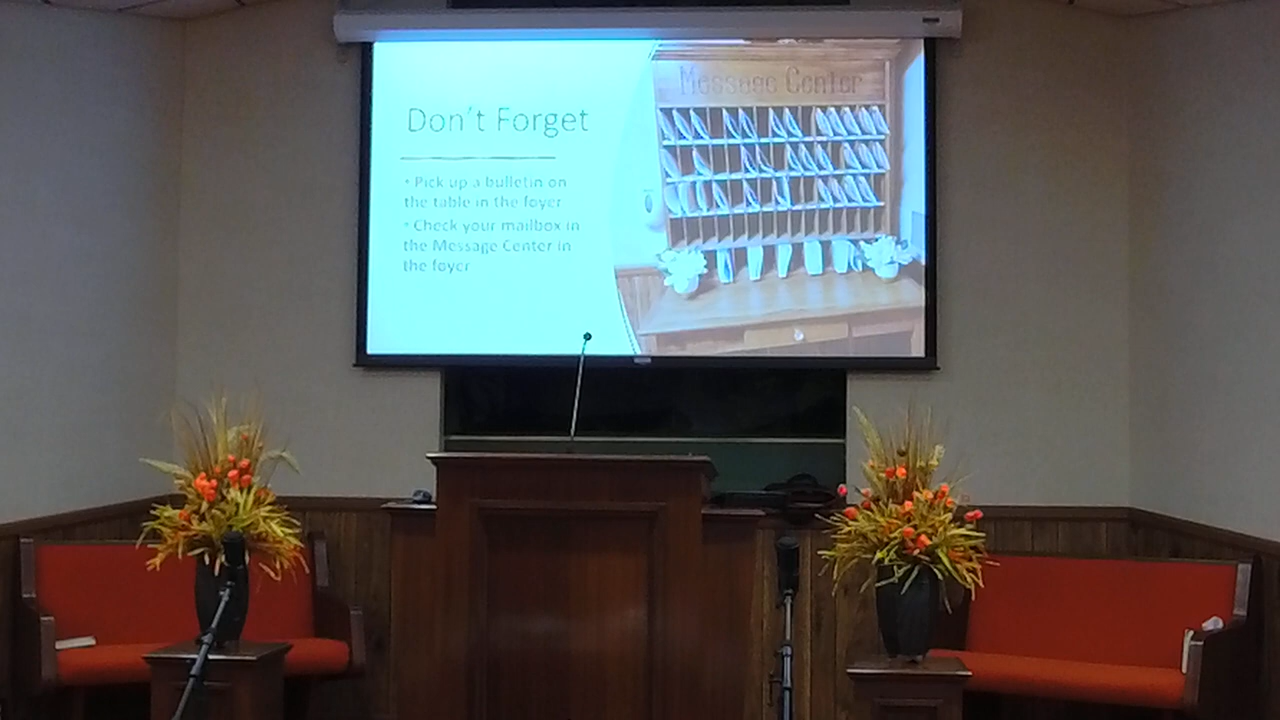 Message Center
Don't Forget
• Pick up a bulletin on
the table in the foyer
• Check your mailbox in
the Message Center in
the foyer